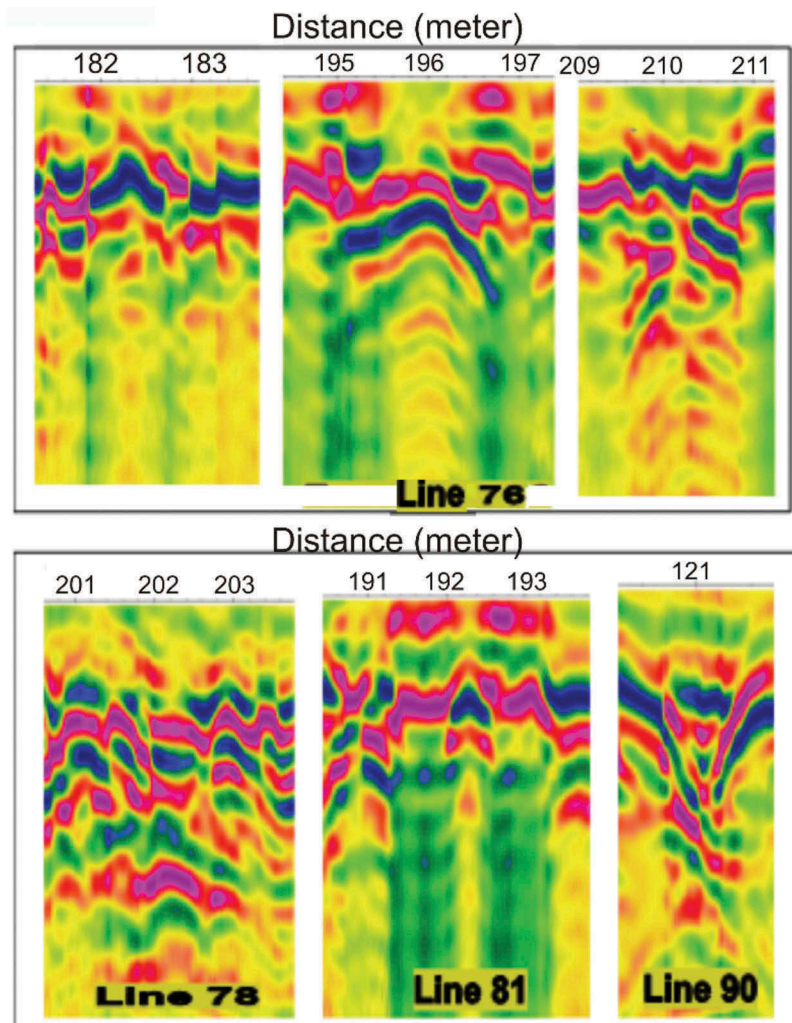 Distance (meter)
182 183 195 196 197 209 210 211
Line 76
Distance (meter)
201 202 203 191 192 193 121
Line 78 Line 81 Line 90